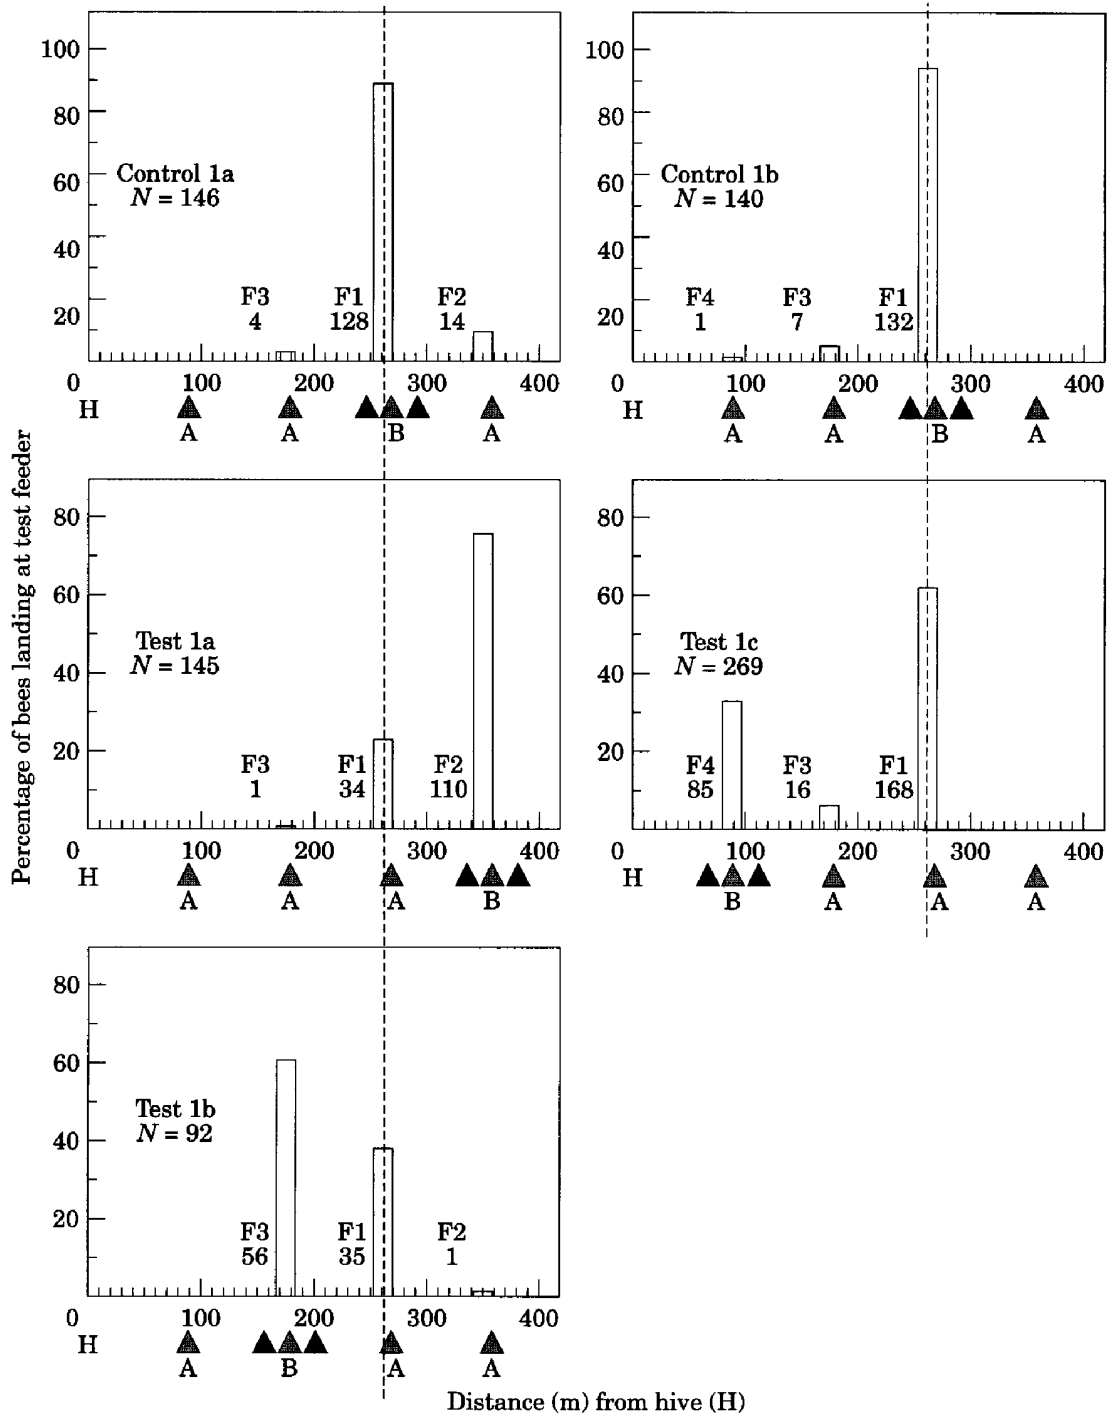 Percentage of bees landing at test feeder
100
80
60
40
20
Control 1a
N = 146
F3 F1 F2
4 128 14
0 100 200 300 400
H
A A B A
100
80
60
40
20
Control 1b
N = 140
F4 F3 F1
1 7 132
0 100 200 300 400
H
A A B A
80
60
40
20
Test 1a
N = 145
F3 F1 F2
1 34 110
0 100 200 300 400
H
A A A B
80
60
40
20
Test 1c
N = 269
F4 F3 F1
85 16 168
0 100 200 300 400
H
B A A A
80
60
40
20
Test 1b
N = 92
F3 F1 F2
56 35 1
0 100 200 300 400
H
A B A A
Distance (m) from hive (H)